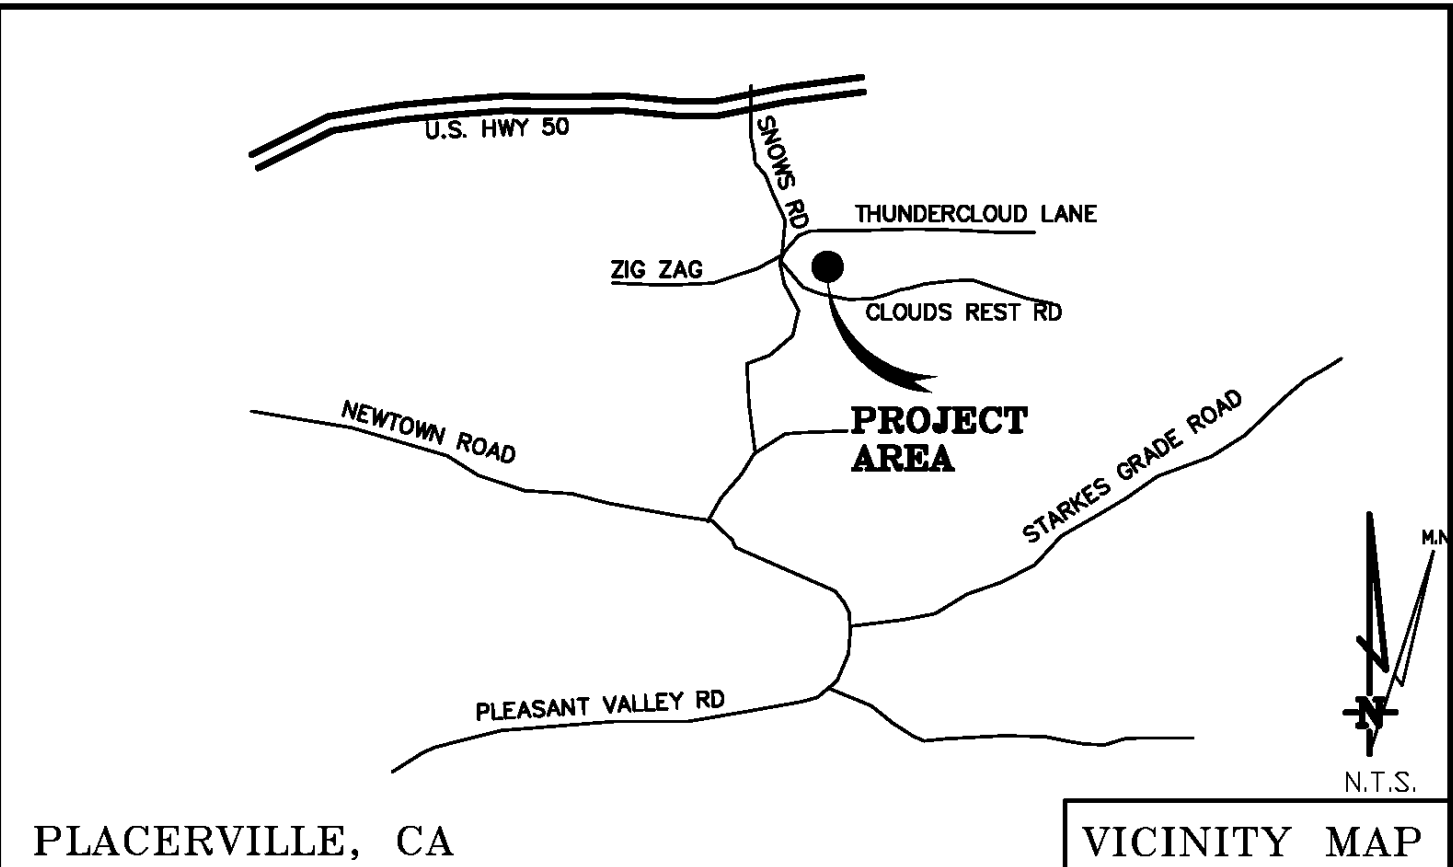 U.S. HWY 50
SNOWS RD
THUNDERCLOUD LANE
ZIG ZAG
CLOUDS REST RD
NEWTOWN ROAD
PROJECT
AREA
STARKES GRADE ROAD
M.N
PLEASANT VALLEY RD
N
N.T.S.
PLACERVILLE, CA
VICINITY MAP